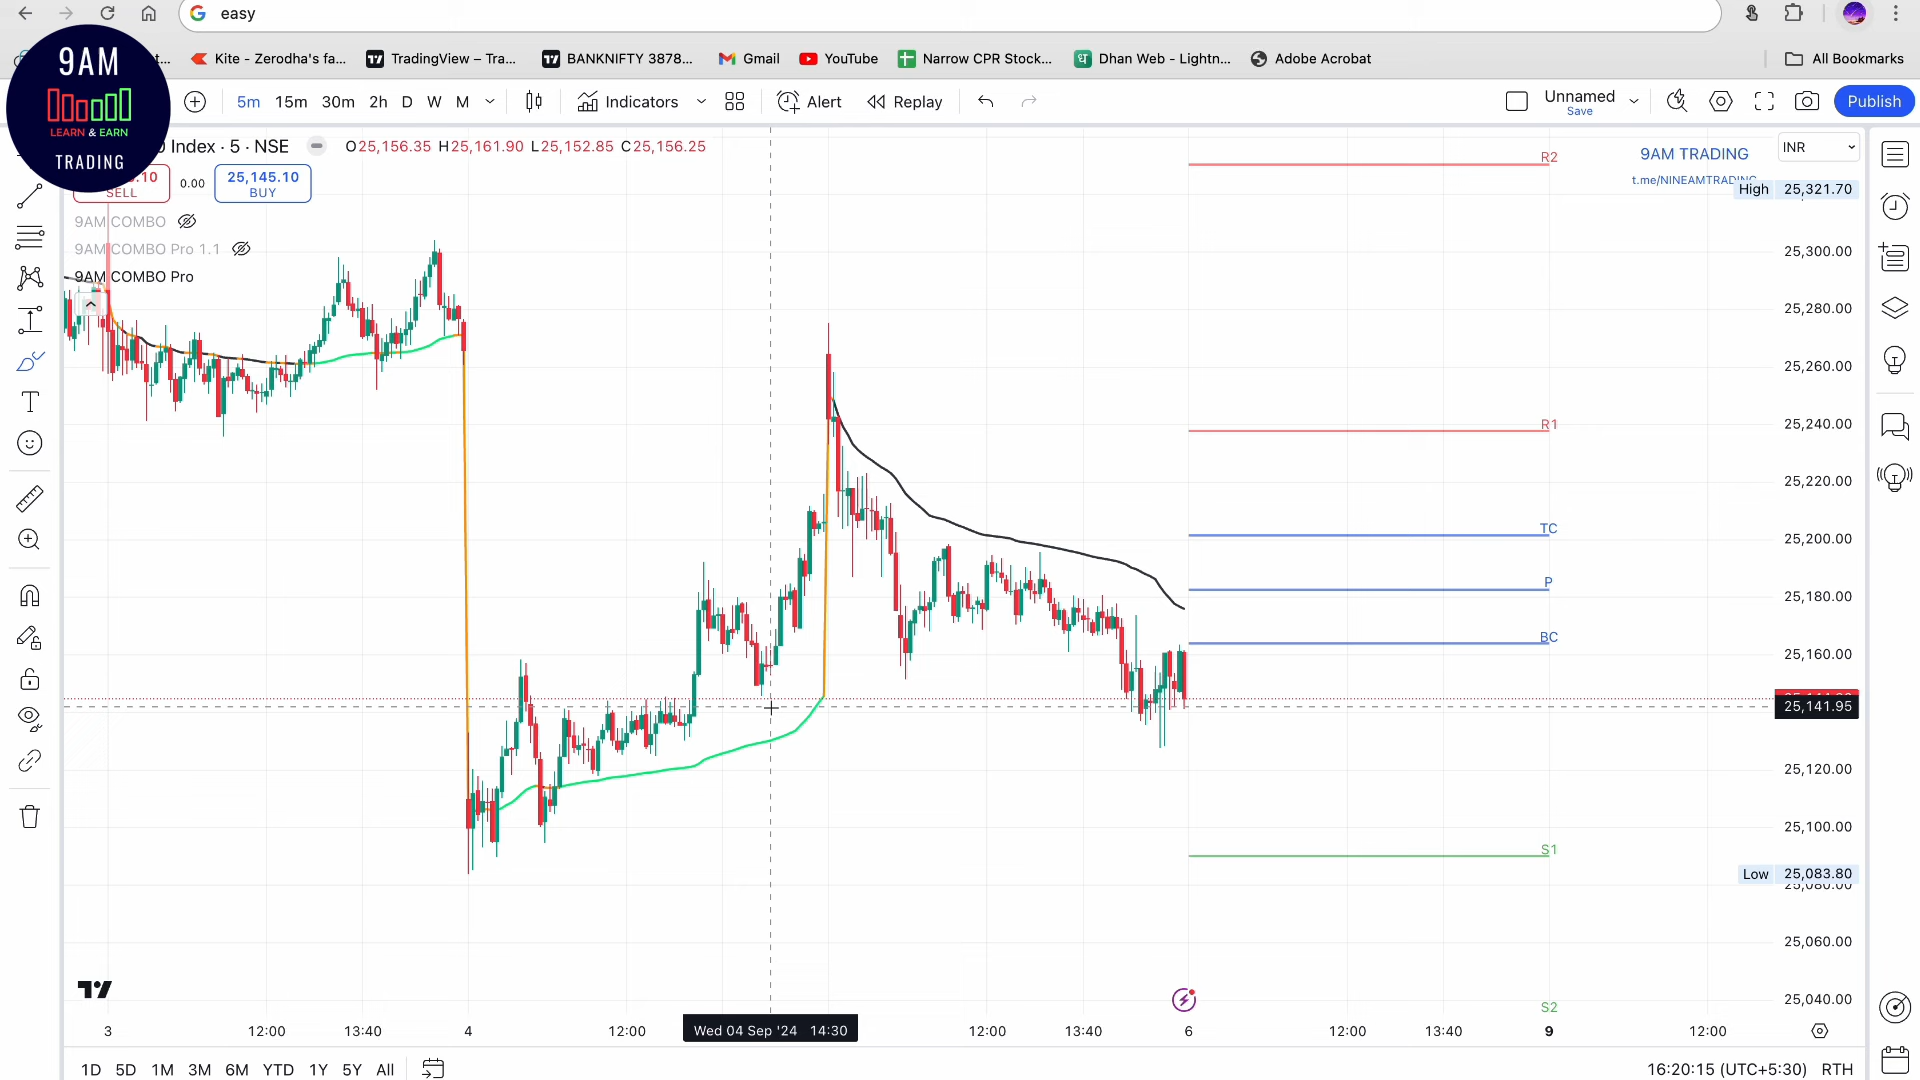 easy
Kite - Zerodha's fa...
TradingView – Tra...
BANKNIFTY 3878...
Gmail
YouTube
Narrow CPR Stock...
Dhan Web - Lightn...
Adobe Acrobat
All Bookmarks
9AM
LEARN & EARN
TRADING
5m 15m 30m 2h D W M
Indicators
Alert
Replay
Unnamed
Save
Publish
Index · 5 · NSE
O25,156.35 H25,161.90 L25,152.85 C25,156.25
SELL
0.00
25,145.10
BUY
9AM COMBO
9AM COMBO Pro 1.1
9AM COMBO Pro
9AM TRADING
t.me/NINEAMTRADING
INR
R2
R1
TC
P
BC
S1
S2
High 25,321.70
25,300.00
25,280.00
25,260.00
25,240.00
25,220.00
25,200.00
25,180.00
25,160.00
25,141.95
25,120.00
25,100.00
Low 25,083.80
25,080.00
25,060.00
25,040.00
3 12:00 13:40 4 12:00 Wed 04 Sep '24 14:30 12:00 13:40 6 12:00 13:40 9 12:00
1D 5D 1M 3M 6M YTD 1Y 5Y All
16:20:15 (UTC+5:30) RTH